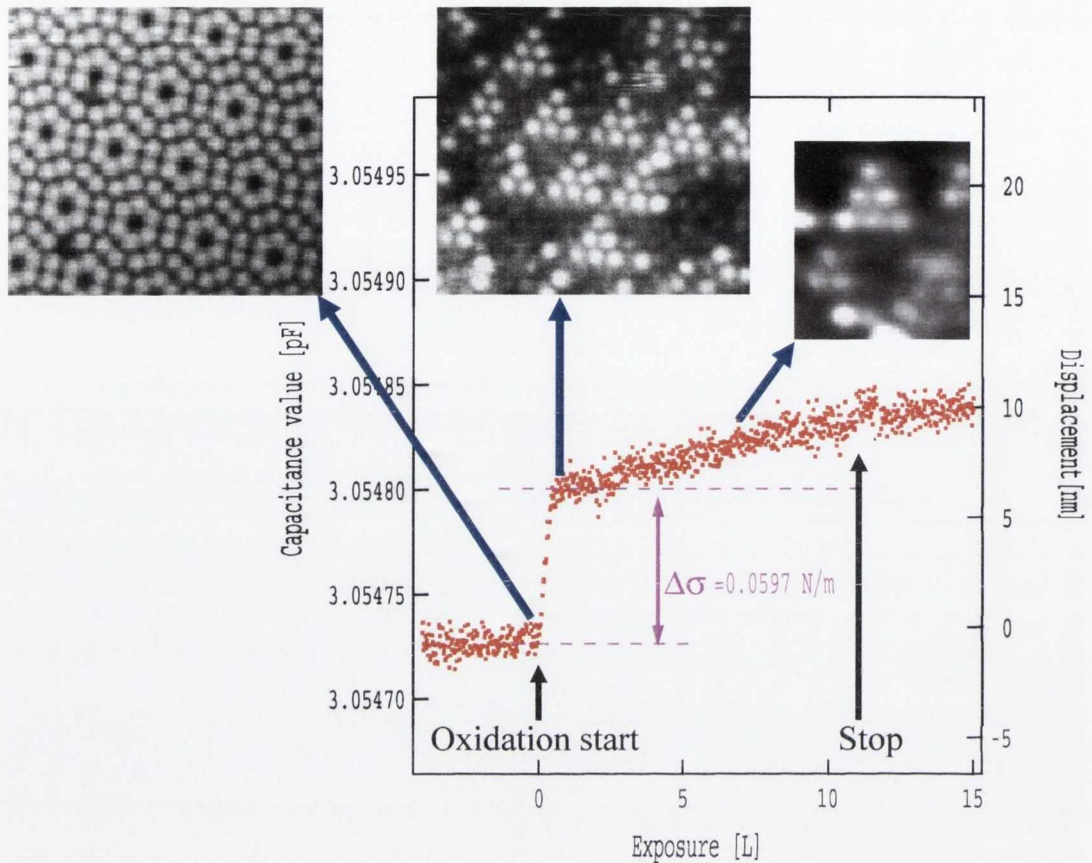 3.05495
3.05490
3.05485
3.05480
3.05475
3.05470
Capacitance value [pF]
20
15
10
5
0
-5
Displacement [nm]
Δσ =0.0597 N/m
Oxidation start
Stop
0
5
10
15
Exposure [L]